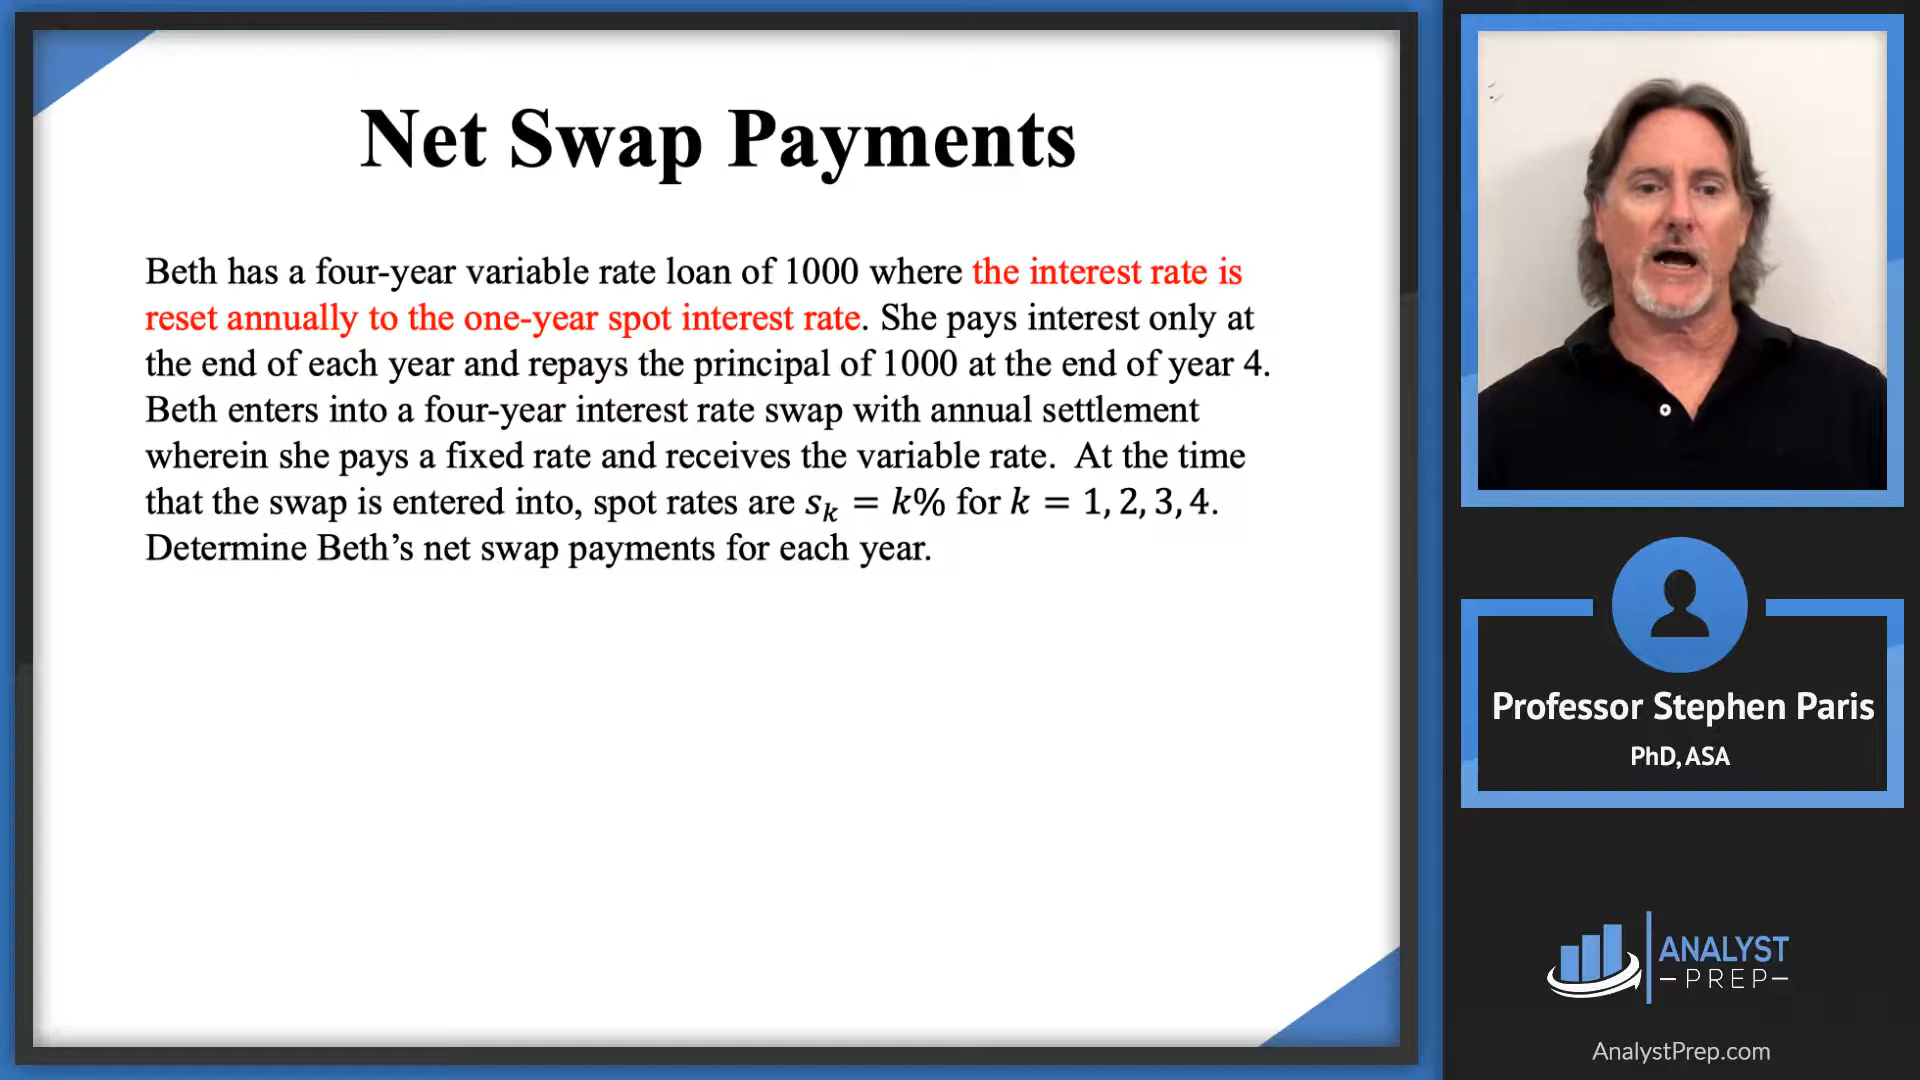 Net Swap Payments
Beth has a four-year variable rate loan of 1000 where the interest rate is
reset annually to the one-year spot interest rate. She pays interest only at
the end of each year and repays the principal of 1000 at the end of year 4.
Beth enters into a four-year interest rate swap with annual settlement
wherein she pays a fixed rate and receives the variable rate.  At the time
that the swap is entered into, spot rates are sₖ = k% for k = 1, 2, 3, 4.
Determine Beth's net swap payments for each year.
Professor Stephen Paris
PhD, ASA
ANALYST
PREP
AnalystPrep.com